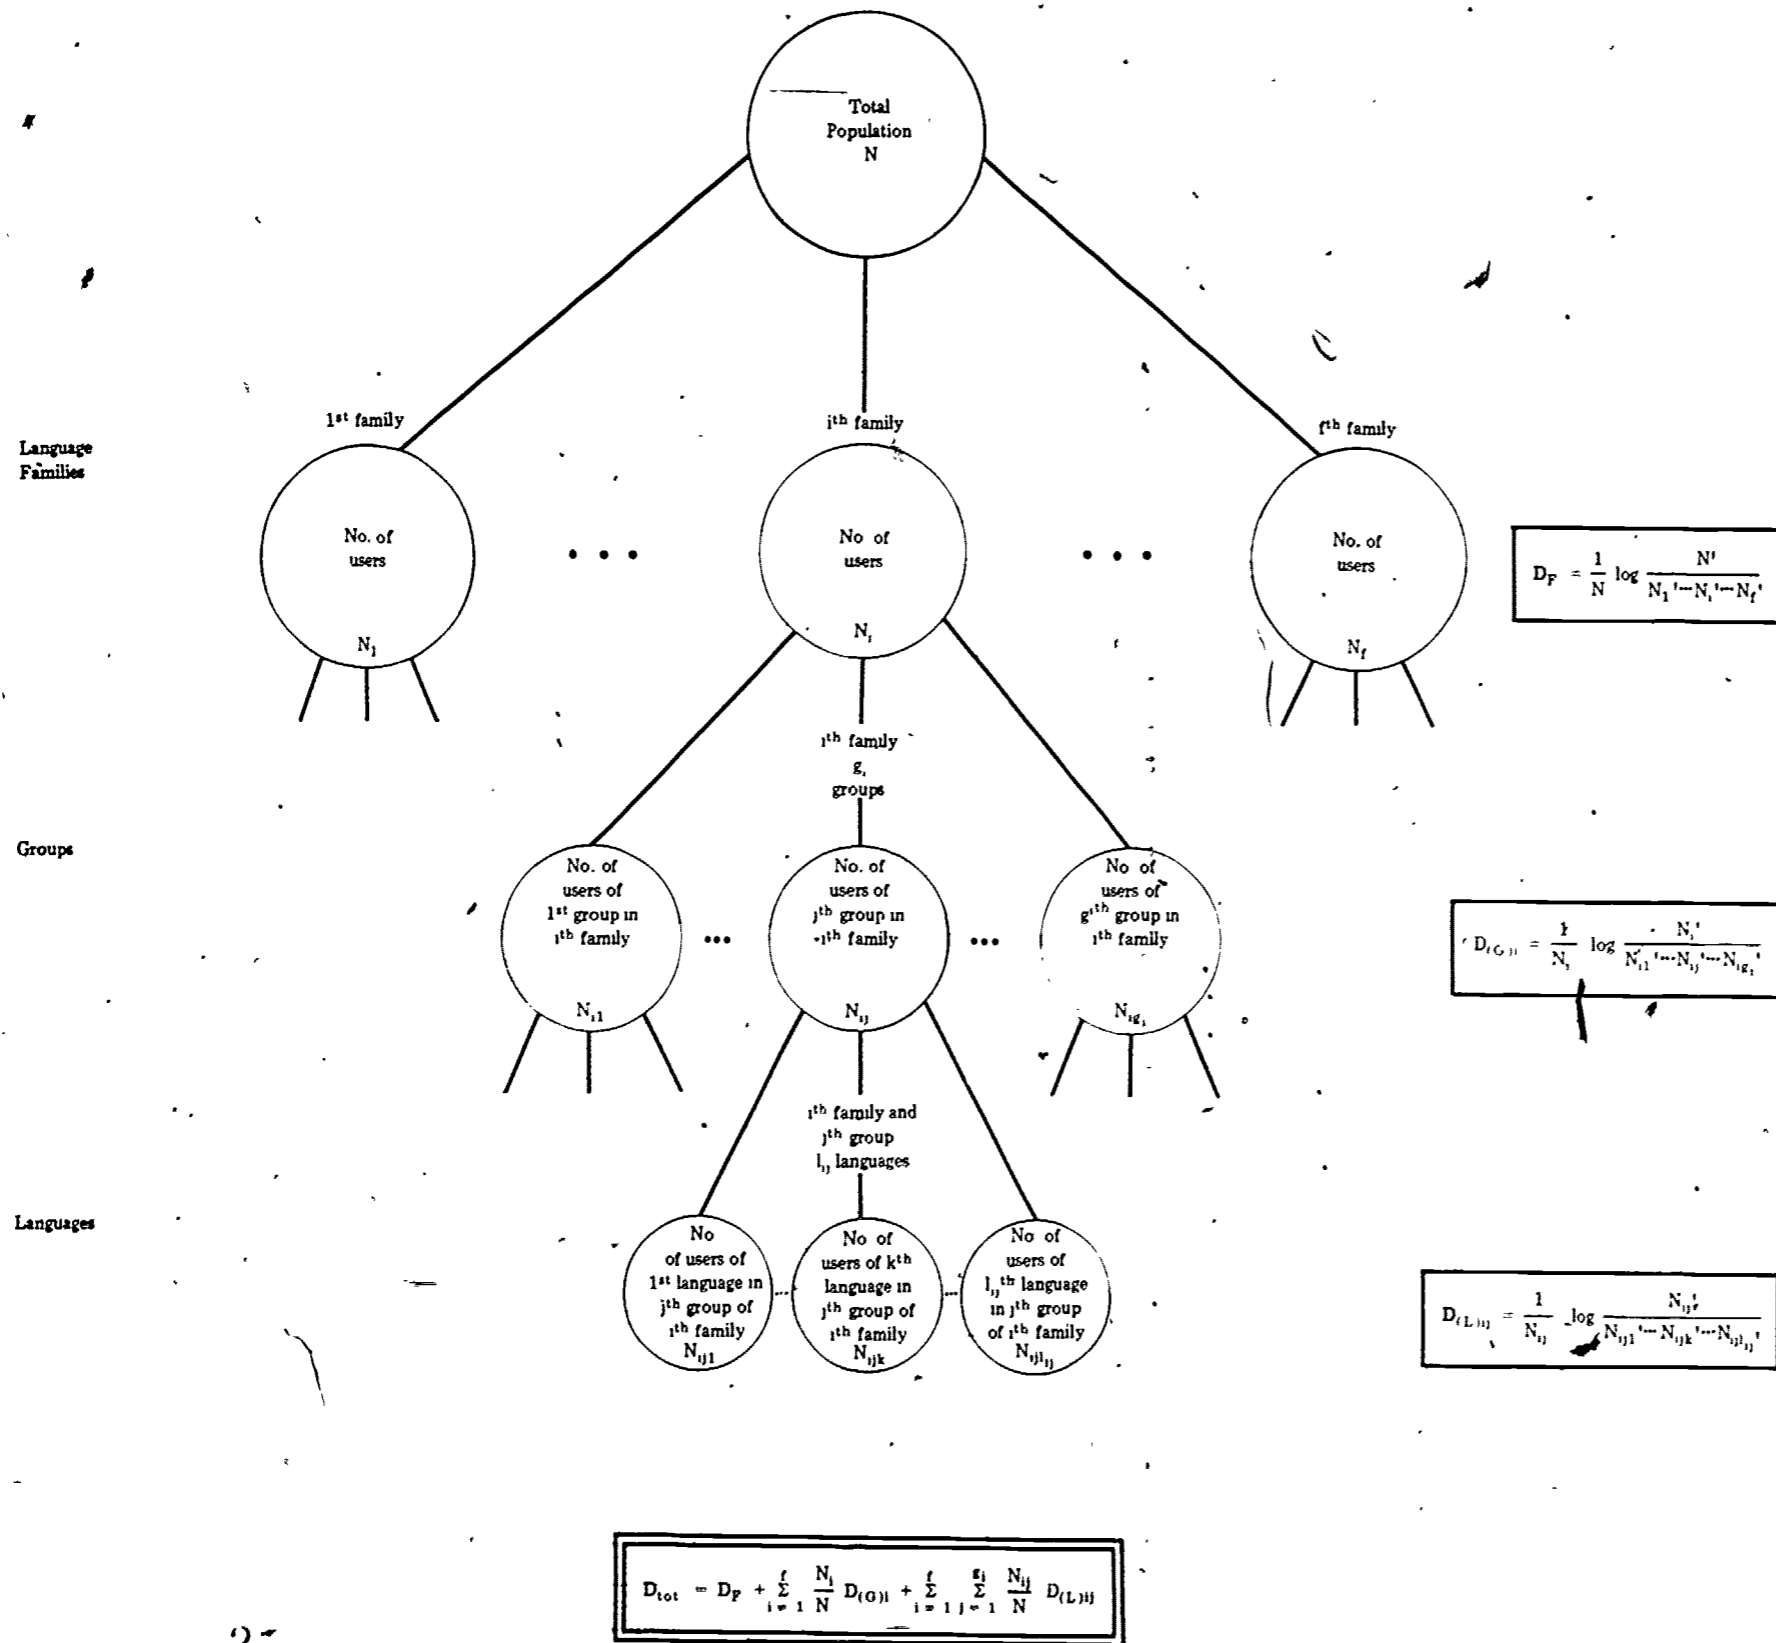 Total
Population
N
1st family
ith family
fth family
Language
Families
No. of
users
N1
No of
users
Ni
No. of
users
Nf
DF = 1/N log N! / N1!···Ni!···Nf!
ith family
gi
groups
Groups
No. of
users of
1st group in
ith family
Ni1
No. of
users of
jth group in
ith family
Nij
No of
users of
gith group in
ith family
Nigi
D(G)i = 1/Ni log Ni! / Ni1!···Nij!···Nigi!
ith family and
jth group
lij languages
Languages
No
of users of
1st language in
jth group of
ith family
Nij1
No of
users of kth
language in
jth group of
ith family
Nijk
No of
users of
lijth language
in jth group
of ith family
Nijlij
D(L)ij = 1/Nij log Nij! / Nij1!···Nijk!···Nijlij!
Dtot = DF + Σ i = 1 f Ni/N D(G)i + Σ i = 1 f Σ j = 1 gi Nij/N D(L)ij